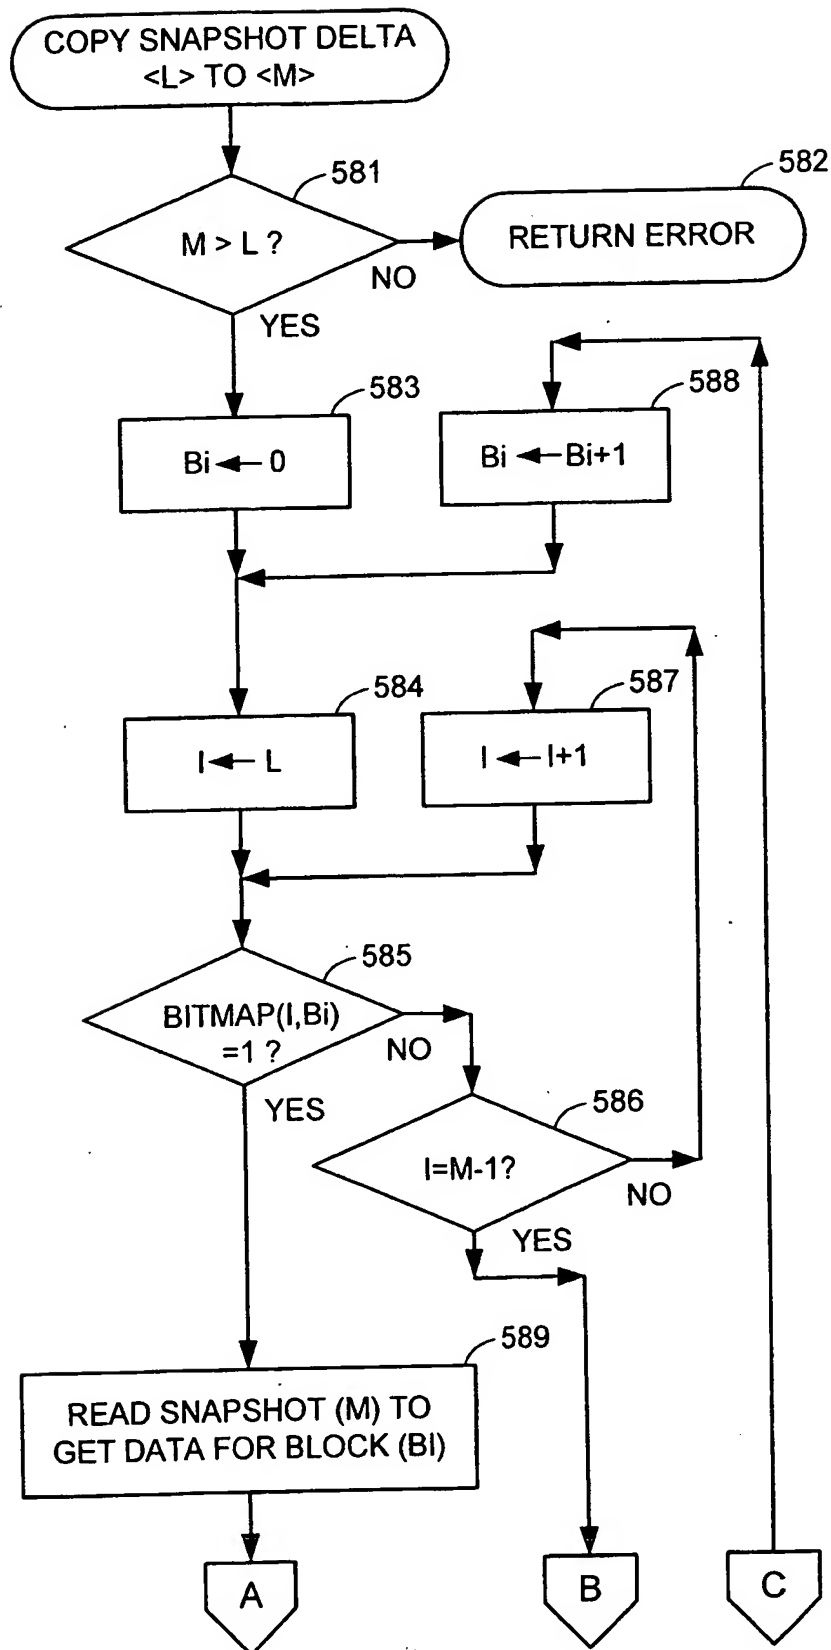 COPY SNAPSHOT DELTA
<L> TO <M>
581
M > L ?
NO
YES
582
RETURN ERROR
583
Bi ← 0
588
Bi ← Bi+1
584
I ← L
587
I ← I+1
585
BITMAP(I,Bi)
=1 ?
NO
YES
586
I=M-1?
NO
YES
589
READ SNAPSHOT (M) TO
GET DATA FOR BLOCK (BI)
A
B
C